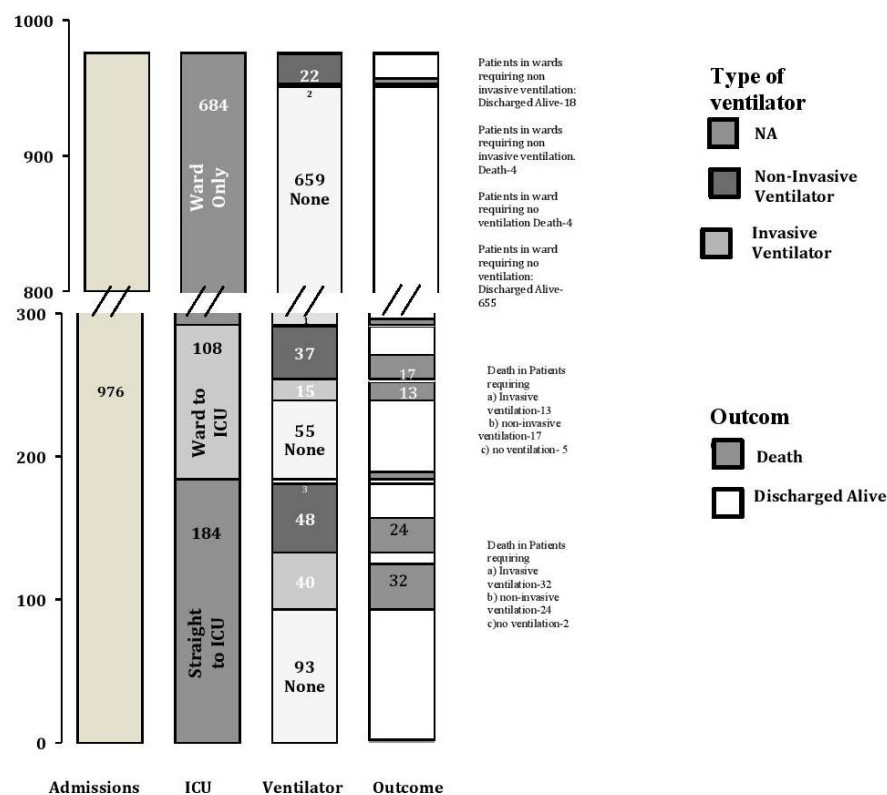 1000
900
800
300
200
100
0
976
684
Ward
Only
108
Ward to
ICU
184
Straight
to ICU
22
2
659
None
1
37
15
55
None
3
48
40
93
None
17
13
24
32
Admissions
ICU
Ventilator
Outcome
Patients in wards
requiring non
invasive ventilation:
Discharged Alive-18
Patients in wards
requiring non
invasive ventilation.
Death-4
Patients in ward
requiring no
ventilation Death-4
Patients in ward
requiring no
ventilation:
Discharged Alive-
655
Death in Patients
requiring
a) Invasive
ventilation-13
b) non-invasive
ventilation-17
c) no ventilation- 5
Death in Patients
requiring
a) Invasive
ventilation-32
b) non-invasive
ventilation-24
c)no ventilation-2
Type of
ventilator
NA
Non-Invasive
Ventilator
Invasive
Ventilator
Outcom
Death
Discharged Alive